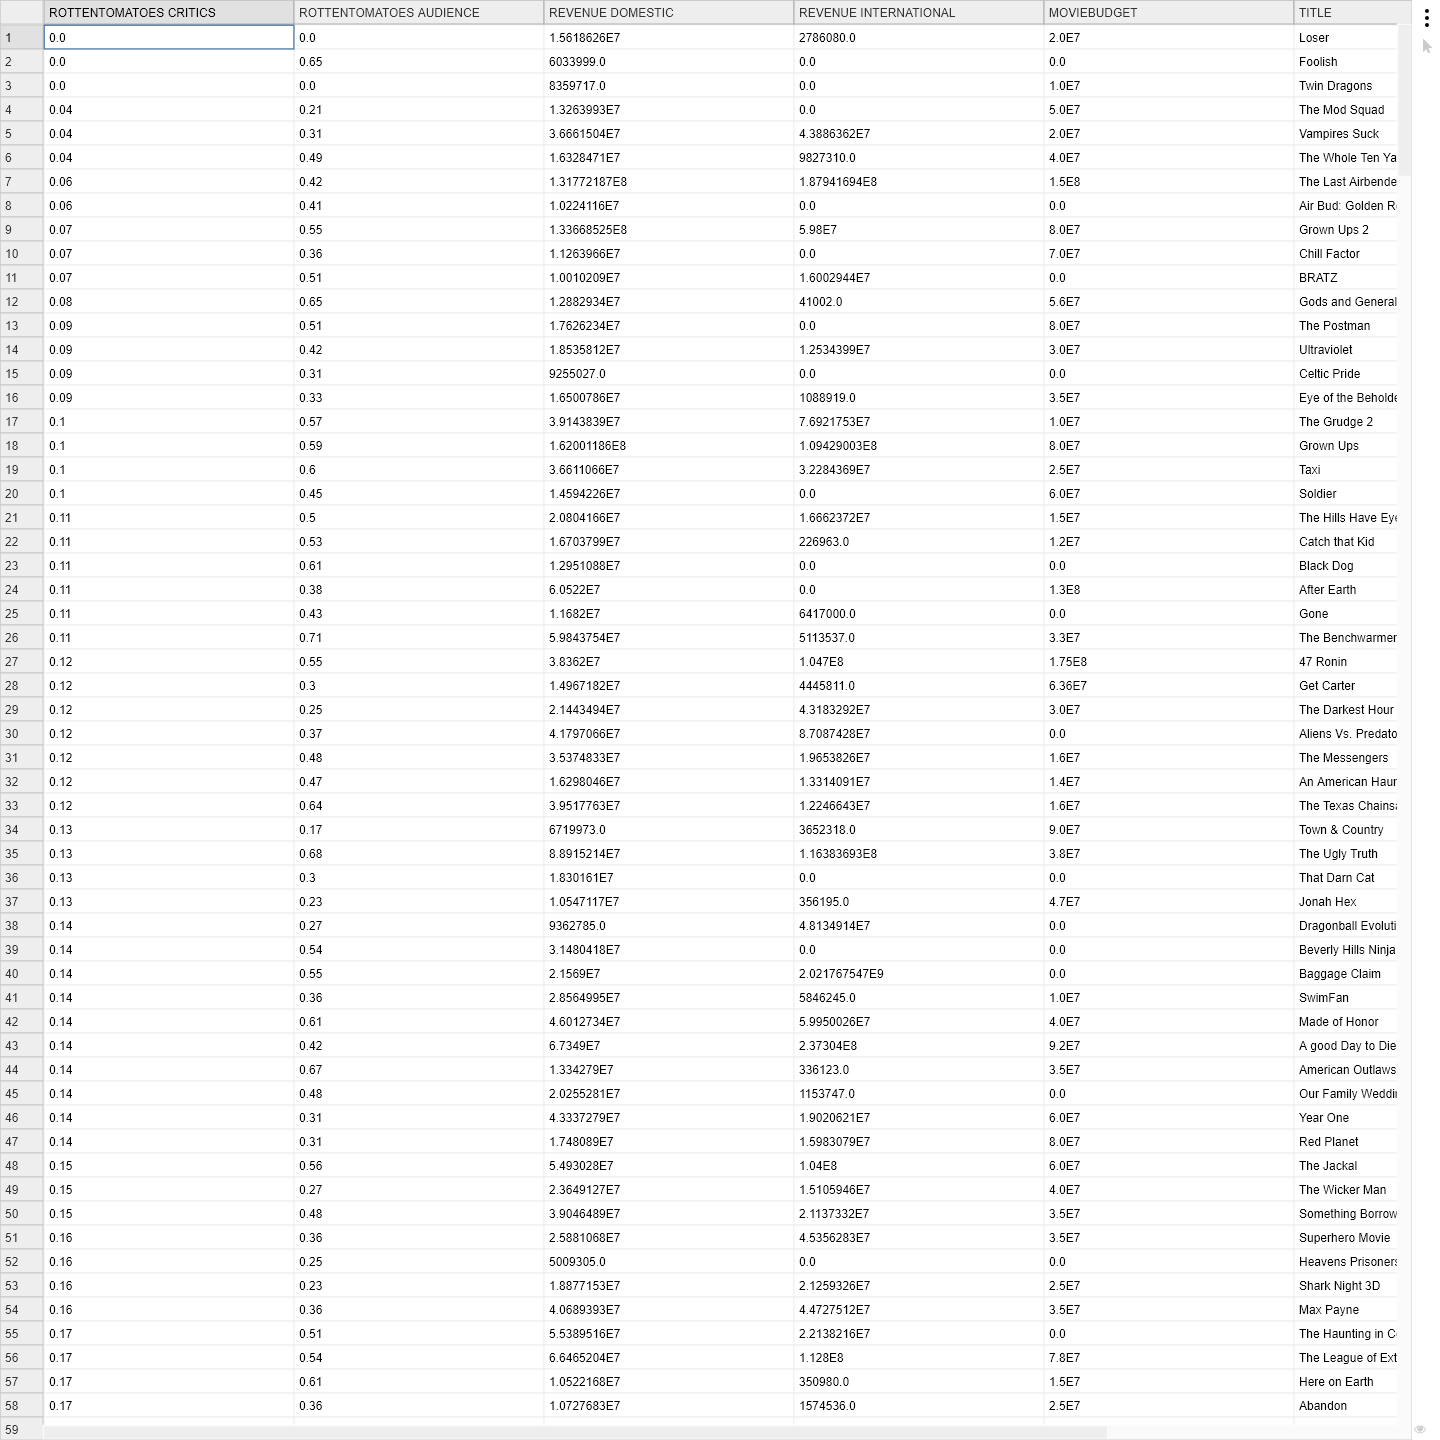 ROTTENTOMATOES CRITICS ROTTENTOMATOES AUDIENCE REVENUE DOMESTIC REVENUE INTERNATIONAL MOVIEBUDGET TITLE
1 0.0 0.0 1.5618626E7 2786080.0 2.0E7 Loser
2 0.0 0.65 6033999.0 0.0 0.0 Foolish
3 0.0 0.0 8359717.0 0.0 1.0E7 Twin Dragons
4 0.04 0.21 1.3263993E7 0.0 5.0E7 The Mod Squad
5 0.04 0.31 3.6661504E7 4.3886362E7 2.0E7 Vampires Suck
6 0.04 0.49 1.6328471E7 9827310.0 4.0E7 The Whole Ten Ya
7 0.06 0.42 1.31772187E8 1.87941694E8 1.5E8 The Last Airbende
8 0.06 0.41 1.0224116E7 0.0 0.0 Air Bud: Golden R
9 0.07 0.55 1.33668525E8 5.98E7 8.0E7 Grown Ups 2
10 0.07 0.36 1.1263966E7 0.0 7.0E7 Chill Factor
11 0.07 0.51 1.0010209E7 1.6002944E7 0.0 BRATZ
12 0.08 0.65 1.2882934E7 41002.0 5.6E7 Gods and General
13 0.09 0.51 1.7626234E7 0.0 8.0E7 The Postman
14 0.09 0.42 1.8535812E7 1.2534399E7 3.0E7 Ultraviolet
15 0.09 0.31 9255027.0 0.0 0.0 Celtic Pride
16 0.09 0.33 1.6500786E7 1088919.0 3.5E7 Eye of the Beholde
17 0.1 0.57 3.9143839E7 7.6921753E7 1.0E7 The Grudge 2
18 0.1 0.59 1.62001186E8 1.09429003E8 8.0E7 Grown Ups
19 0.1 0.6 3.6611066E7 3.2284369E7 2.5E7 Taxi
20 0.1 0.45 1.4594226E7 0.0 6.0E7 Soldier
21 0.11 0.5 2.0804166E7 1.6662372E7 1.5E7 The Hills Have Eye
22 0.11 0.53 1.6703799E7 226963.0 1.2E7 Catch that Kid
23 0.11 0.61 1.2951088E7 0.0 0.0 Black Dog
24 0.11 0.38 6.0522E7 0.0 1.3E8 After Earth
25 0.11 0.43 1.1682E7 6417000.0 0.0 Gone
26 0.11 0.71 5.9843754E7 5113537.0 3.3E7 The Benchwarmer
27 0.12 0.55 3.8362E7 1.047E8 1.75E8 47 Ronin
28 0.12 0.3 1.4967182E7 4445811.0 6.36E7 Get Carter
29 0.12 0.25 2.1443494E7 4.3183292E7 3.0E7 The Darkest Hour
30 0.12 0.37 4.1797066E7 8.7087428E7 0.0 Aliens Vs. Predato
31 0.12 0.48 3.5374833E7 1.9653826E7 1.6E7 The Messengers
32 0.12 0.47 1.6298046E7 1.3314091E7 1.4E7 An American Haun
33 0.12 0.64 3.9517763E7 1.2246643E7 1.6E7 The Texas Chainsa
34 0.13 0.17 6719973.0 3652318.0 9.0E7 Town & Country
35 0.13 0.68 8.8915214E7 1.16383693E8 3.8E7 The Ugly Truth
36 0.13 0.3 1.830161E7 0.0 0.0 That Darn Cat
37 0.13 0.23 1.0547117E7 356195.0 4.7E7 Jonah Hex
38 0.14 0.27 9362785.0 4.8134914E7 0.0 Dragonball Evoluti
39 0.14 0.54 3.1480418E7 0.0 0.0 Beverly Hills Ninja
40 0.14 0.55 2.1569E7 2.021767547E9 0.0 Baggage Claim
41 0.14 0.36 2.8564995E7 5846245.0 1.0E7 SwimFan
42 0.14 0.61 4.6012734E7 5.9950026E7 4.0E7 Made of Honor
43 0.14 0.42 6.7349E7 2.37304E8 9.2E7 A good Day to Die
44 0.14 0.67 1.334279E7 336123.0 3.5E7 American Outlaws
45 0.14 0.48 2.0255281E7 1153747.0 0.0 Our Family Weddin
46 0.14 0.31 4.3337279E7 1.9020621E7 6.0E7 Year One
47 0.14 0.31 1.748089E7 1.5983079E7 8.0E7 Red Planet
48 0.15 0.56 5.493028E7 1.04E8 6.0E7 The Jackal
49 0.15 0.27 2.3649127E7 1.5105946E7 4.0E7 The Wicker Man
50 0.15 0.48 3.9046489E7 2.1137332E7 3.5E7 Something Borrow
51 0.16 0.36 2.5881068E7 4.5356283E7 3.5E7 Superhero Movie
52 0.16 0.25 5009305.0 0.0 0.0 Heavens Prisoners
53 0.16 0.23 1.8877153E7 2.1259326E7 2.5E7 Shark Night 3D
54 0.16 0.36 4.0689393E7 4.4727512E7 3.5E7 Max Payne
55 0.17 0.51 5.5389516E7 2.2138216E7 0.0 The Haunting in C
56 0.17 0.54 6.6465204E7 1.128E8 7.8E7 The League of Ext
57 0.17 0.61 1.0522168E7 350980.0 1.5E7 Here on Earth
58 0.17 0.36 1.0727683E7 1574536.0 2.5E7 Abandon
59